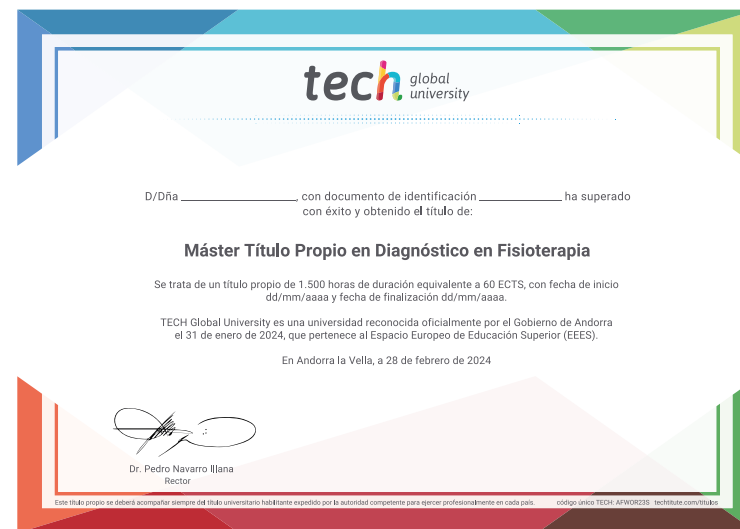 tech global
university
D/Dña ______________, con documento de identificación ______________ ha superado
con éxito y obtenido el título de:
Máster Título Propio en Diagnóstico en Fisioterapia
Se trata de un título propio de 1.500 horas de duración equivalente a 60 ECTS, con fecha de inicio
dd/mm/aaaa y fecha de finalización dd/mm/aaaa.
TECH Global University es una universidad reconocida oficialmente por el Gobierno de Andorra
el 31 de enero de 2024, que pertenece al Espacio Europeo de Educación Superior (EEES).
En Andorra la Vella, a 28 de febrero de 2024
Dr. Pedro Navarro Illana
Rector
Este título propio se deberá acompañar siempre del título universitario habilitante expedido por la autoridad competente para ejercer profesionalmente en cada país. código único TECH: AFWOR23S techtitute.com/titulos